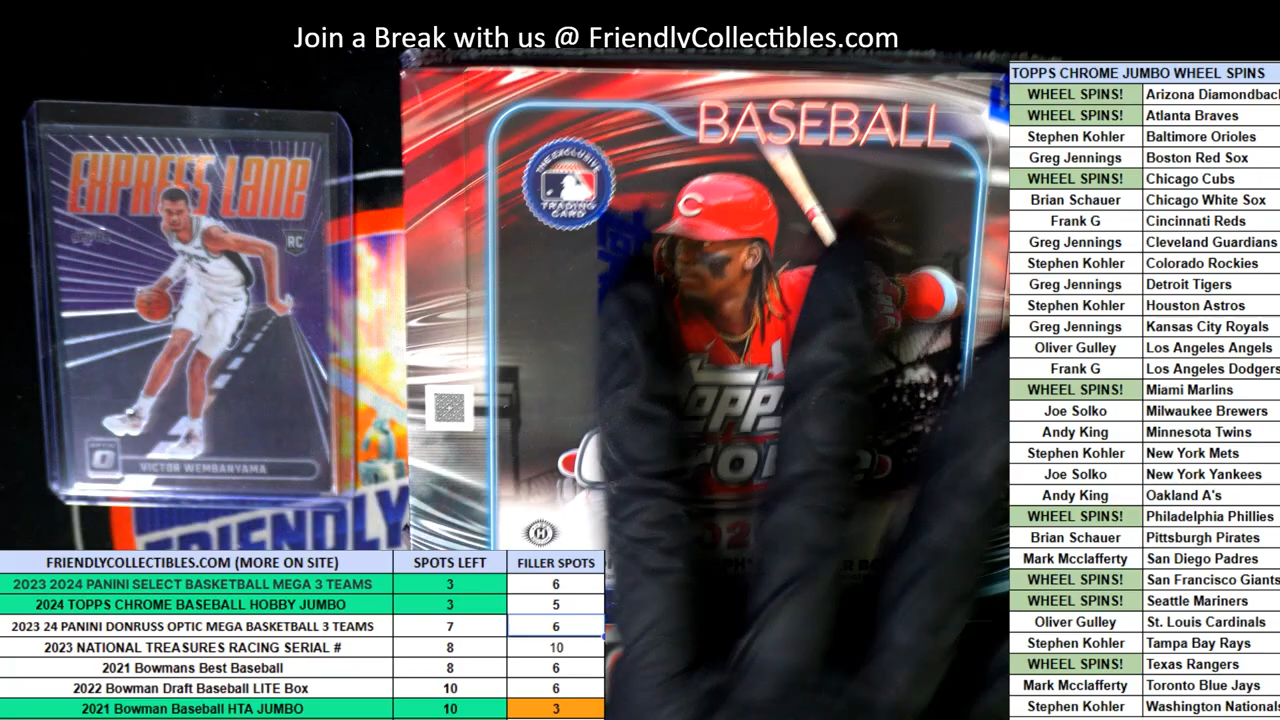 Join a Break with us @ FriendlyCollectibles.com
EXPRESS LANE
RC
OPTIC
VICTOR WEMBANYAMA
FRIENDLY
BASEBALL
THE EXCLUSIVE
TRADING
CARD
C
TOPPS CHROME JUMBO WHEEL SPINS
WHEEL SPINS! Arizona Diamondbac
WHEEL SPINS! Atlanta Braves
Stephen Kohler Baltimore Orioles
Greg Jennings Boston Red Sox
WHEEL SPINS! Chicago Cubs
Brian Schauer Chicago White Sox
Frank G Cincinnati Reds
Greg Jennings Cleveland Guardians
Stephen Kohler Colorado Rockies
Greg Jennings Detroit Tigers
Stephen Kohler Houston Astros
Greg Jennings Kansas City Royals
Oliver Gulley Los Angeles Angels
Frank G Los Angeles Dodgers
WHEEL SPINS! Miami Marlins
Joe Solko Milwaukee Brewers
Andy King Minnesota Twins
Stephen Kohler New York Mets
Joe Solko New York Yankees
Andy King Oakland A's
WHEEL SPINS! Philadelphia Phillies
Brian Schauer Pittsburgh Pirates
Mark Mcclafferty San Diego Padres
WHEEL SPINS! San Francisco Giants
WHEEL SPINS! Seattle Mariners
Oliver Gulley St. Louis Cardinals
Stephen Kohler Tampa Bay Rays
WHEEL SPINS! Texas Rangers
Mark Mcclafferty Toronto Blue Jays
Stephen Kohler Washington Nationals
FRIENDLYCOLLECTIBLES.COM (MORE ON SITE) SPOTS LEFT FILLER SPOTS
2023 2024 PANINI SELECT BASKETBALL MEGA 3 TEAMS 3 6
2024 TOPPS CHROME BASEBALL HOBBY JUMBO 3 5
2023 24 PANINI DONRUSS OPTIC MEGA BASKETBALL 3 TEAMS 7 6
2023 NATIONAL TREASURES RACING SERIAL # 8 10
2021 Bowmans Best Baseball 8 6
2022 Bowman Draft Baseball LITE Box 10 6
2021 Bowman Baseball HTA JUMBO 10 3